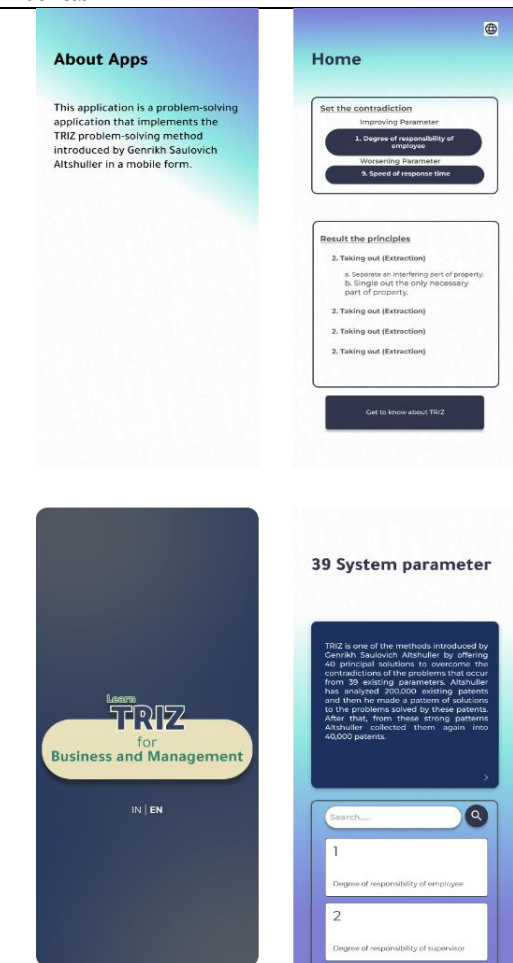 About Apps
This application is a problem-solving
application that implements the
TRIZ problem-solving method
introduced by Genrikh Saulovich
Altshuller in a mobile form.
Home
Set the contradiction
Improving Parameter
1. Degree of responsibility of
employee
Worsening Parameter
9. Speed of response time
Result the principles
2. Taking out (Extraction)
a. Separate an interfering part of property.
b. Single out the only necessary
part of property.
2. Taking out (Extraction)
2. Taking out (Extraction)
2. Taking out (Extraction)
Get to know about TRIZ
Learn
TRIZ
for
Business and Management
IN | EN
39 System parameter
TRIZ is one of the methods introduced by
Genrikh Saulovich Altshuller by offering
40 principal solutions to overcome the
contradictions of the problems that occur
from 39 existing parameters. Altshuller
has analyzed 200,000 existing patents
and then he made a pattern of solutions
to the problems solved by these patents.
After that, from these strong patterns
Altshuller collected them again into
40,000 patents.
>
Search.....
1
Degree of responsibility of employee
2
Degree of responsibility of supervisor